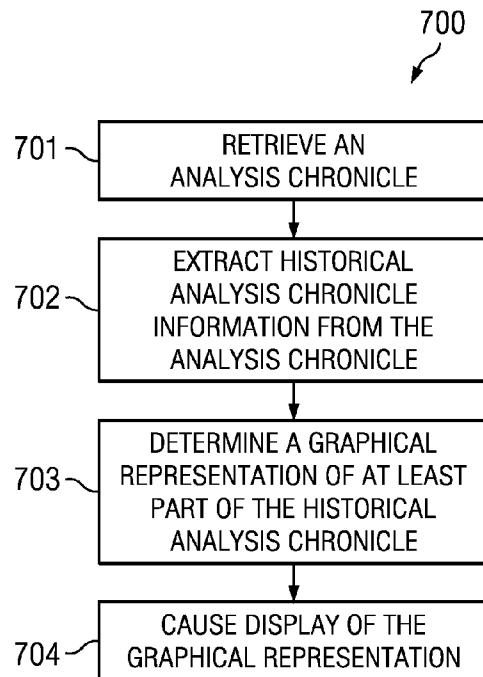 700
701
RETRIEVE AN
ANALYSIS CHRONICLE
702
EXTRACT HISTORICAL
ANALYSIS CHRONICLE
INFORMATION FROM THE
ANALYSIS CHRONICLE
703
DETERMINE A GRAPHICAL
REPRESENTATION OF AT LEAST
PART OF THE HISTORICAL
ANALYSIS CHRONICLE
704
CAUSE DISPLAY OF THE
GRAPHICAL REPRESENTATION